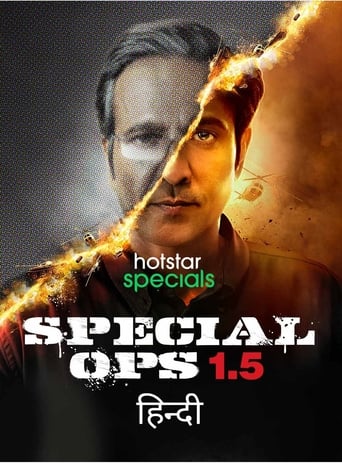 hotstar
specials
SPECIAL
OPS 1.5
हिन्दी